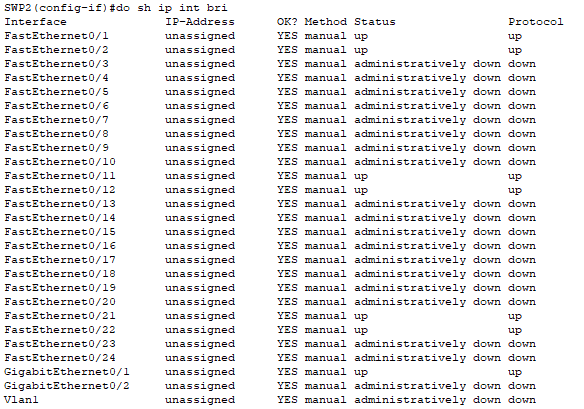 SWP2(config-if)#do sh ip int bri
Interface IP-Address OK? Method Status Protocol
FastEthernet0/1 unassigned YES manual up up
FastEthernet0/2 unassigned YES manual up up
FastEthernet0/3 unassigned YES manual administratively down down
FastEthernet0/4 unassigned YES manual administratively down down
FastEthernet0/5 unassigned YES manual administratively down down
FastEthernet0/6 unassigned YES manual administratively down down
FastEthernet0/7 unassigned YES manual administratively down down
FastEthernet0/8 unassigned YES manual administratively down down
FastEthernet0/9 unassigned YES manual administratively down down
FastEthernet0/10 unassigned YES manual administratively down down
FastEthernet0/11 unassigned YES manual up up
FastEthernet0/12 unassigned YES manual up up
FastEthernet0/13 unassigned YES manual administratively down down
FastEthernet0/14 unassigned YES manual administratively down down
FastEthernet0/15 unassigned YES manual administratively down down
FastEthernet0/16 unassigned YES manual administratively down down
FastEthernet0/17 unassigned YES manual administratively down down
FastEthernet0/18 unassigned YES manual administratively down down
FastEthernet0/19 unassigned YES manual administratively down down
FastEthernet0/20 unassigned YES manual administratively down down
FastEthernet0/21 unassigned YES manual up up
FastEthernet0/22 unassigned YES manual up up
FastEthernet0/23 unassigned YES manual administratively down down
FastEthernet0/24 unassigned YES manual administratively down down
GigabitEthernet0/1 unassigned YES manual up up
GigabitEthernet0/2 unassigned YES manual administratively down down
Vlan1 unassigned YES manual administratively down down